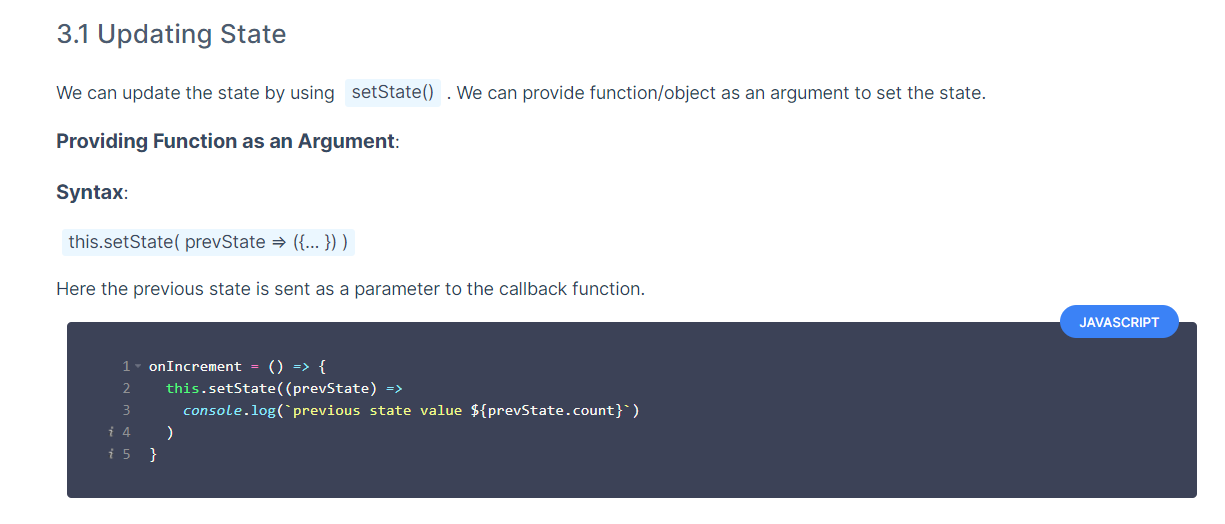 3.1 Updating State
We can update the state by using setState() . We can provide function/object as an argument to set the state.
Providing Function as an Argument:
Syntax:
this.setState( prevState => ({... }) )
Here the previous state is sent as a parameter to the callback function.
JAVASCRIPT
1 onIncrement = () => {
2   this.setState((prevState) =>
3     console.log(`previous state value ${prevState.count}`)
i 4   )
i 5 }